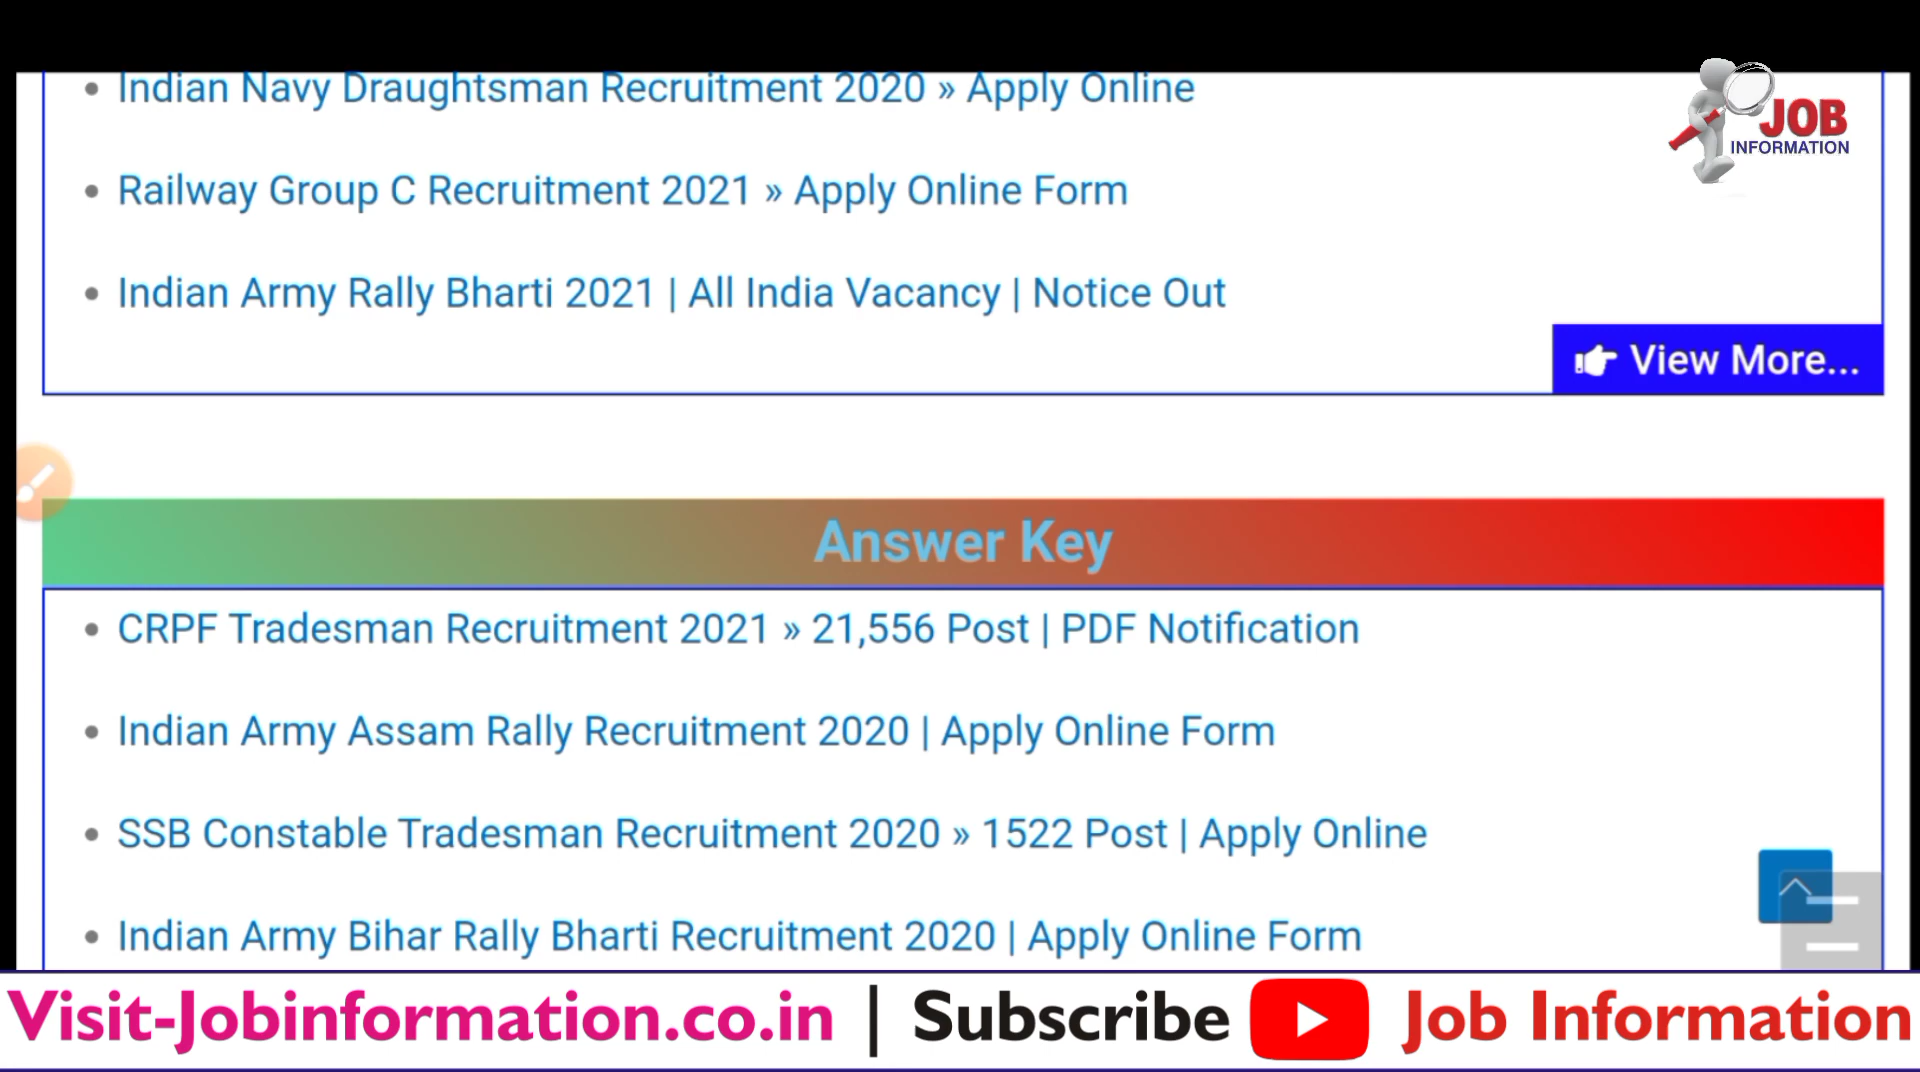 Indian Navy Draughtsman Recruitment 2020 » Apply Online
JOB
INFORMATION
Railway Group C Recruitment 2021 » Apply Online Form
Indian Army Rally Bharti 2021 | All India Vacancy | Notice Out
View More...
Answer Key
CRPF Tradesman Recruitment 2021 » 21,556 Post | PDF Notification
Indian Army Assam Rally Recruitment 2020 | Apply Online Form
SSB Constable Tradesman Recruitment 2020 » 1522 Post | Apply Online
Indian Army Bihar Rally Bharti Recruitment 2020 | Apply Online Form
Visit-Jobinformation.co.in | Subscribe Job Information